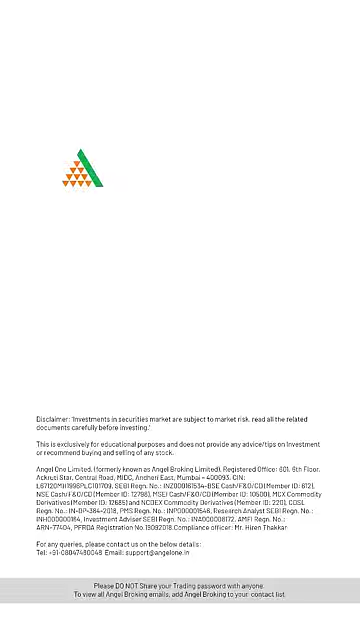 Disclaimer: 'Investments in securities market are subject to market risk, read all the related
documents carefully before investing.'
This is exclusively for educational purposes and does not provide any advice/tips on Investment
or recommend buying and selling of any stock.
Angel One Limited, (formerly known as Angel Broking Limited), Registered Office: 601, 6th Floor,
Ackruti Star, Central Road, MIDC, Andheri East, Mumbai - 400093. CIN:
L67120MH1996PLC101709, SEBI Regn. No.: INZ000161534-BSE Cash/F&O/CD (Member ID: 612),
NSE Cash/F&O/CD (Member ID: 12798), MSEI Cash/F&O/CD (Member ID: 10500), MCX Commodity
Derivatives (Member ID: 12685) and NCDEX Commodity Derivatives (Member ID: 220), CDSL
Regn. No.: IN-DP-384-2018, PMS Regn. No.: INP000001546, Research Analyst SEBI Regn. No.:
INH000000164, Investment Adviser SEBI Regn. No.: INA000008172, AMFI Regn. No.:
ARN-77404, PFRDA Registration No.19092018.Compliance officer: Mr. Hiren Thakkar
For any queries, please contact us on the below details:
Tel: +91-08047480048 Email: support@angelone.in
Please DO NOT Share your Trading password with anyone.
To view all Angel Broking emails, add Angel Broking to your contact list.